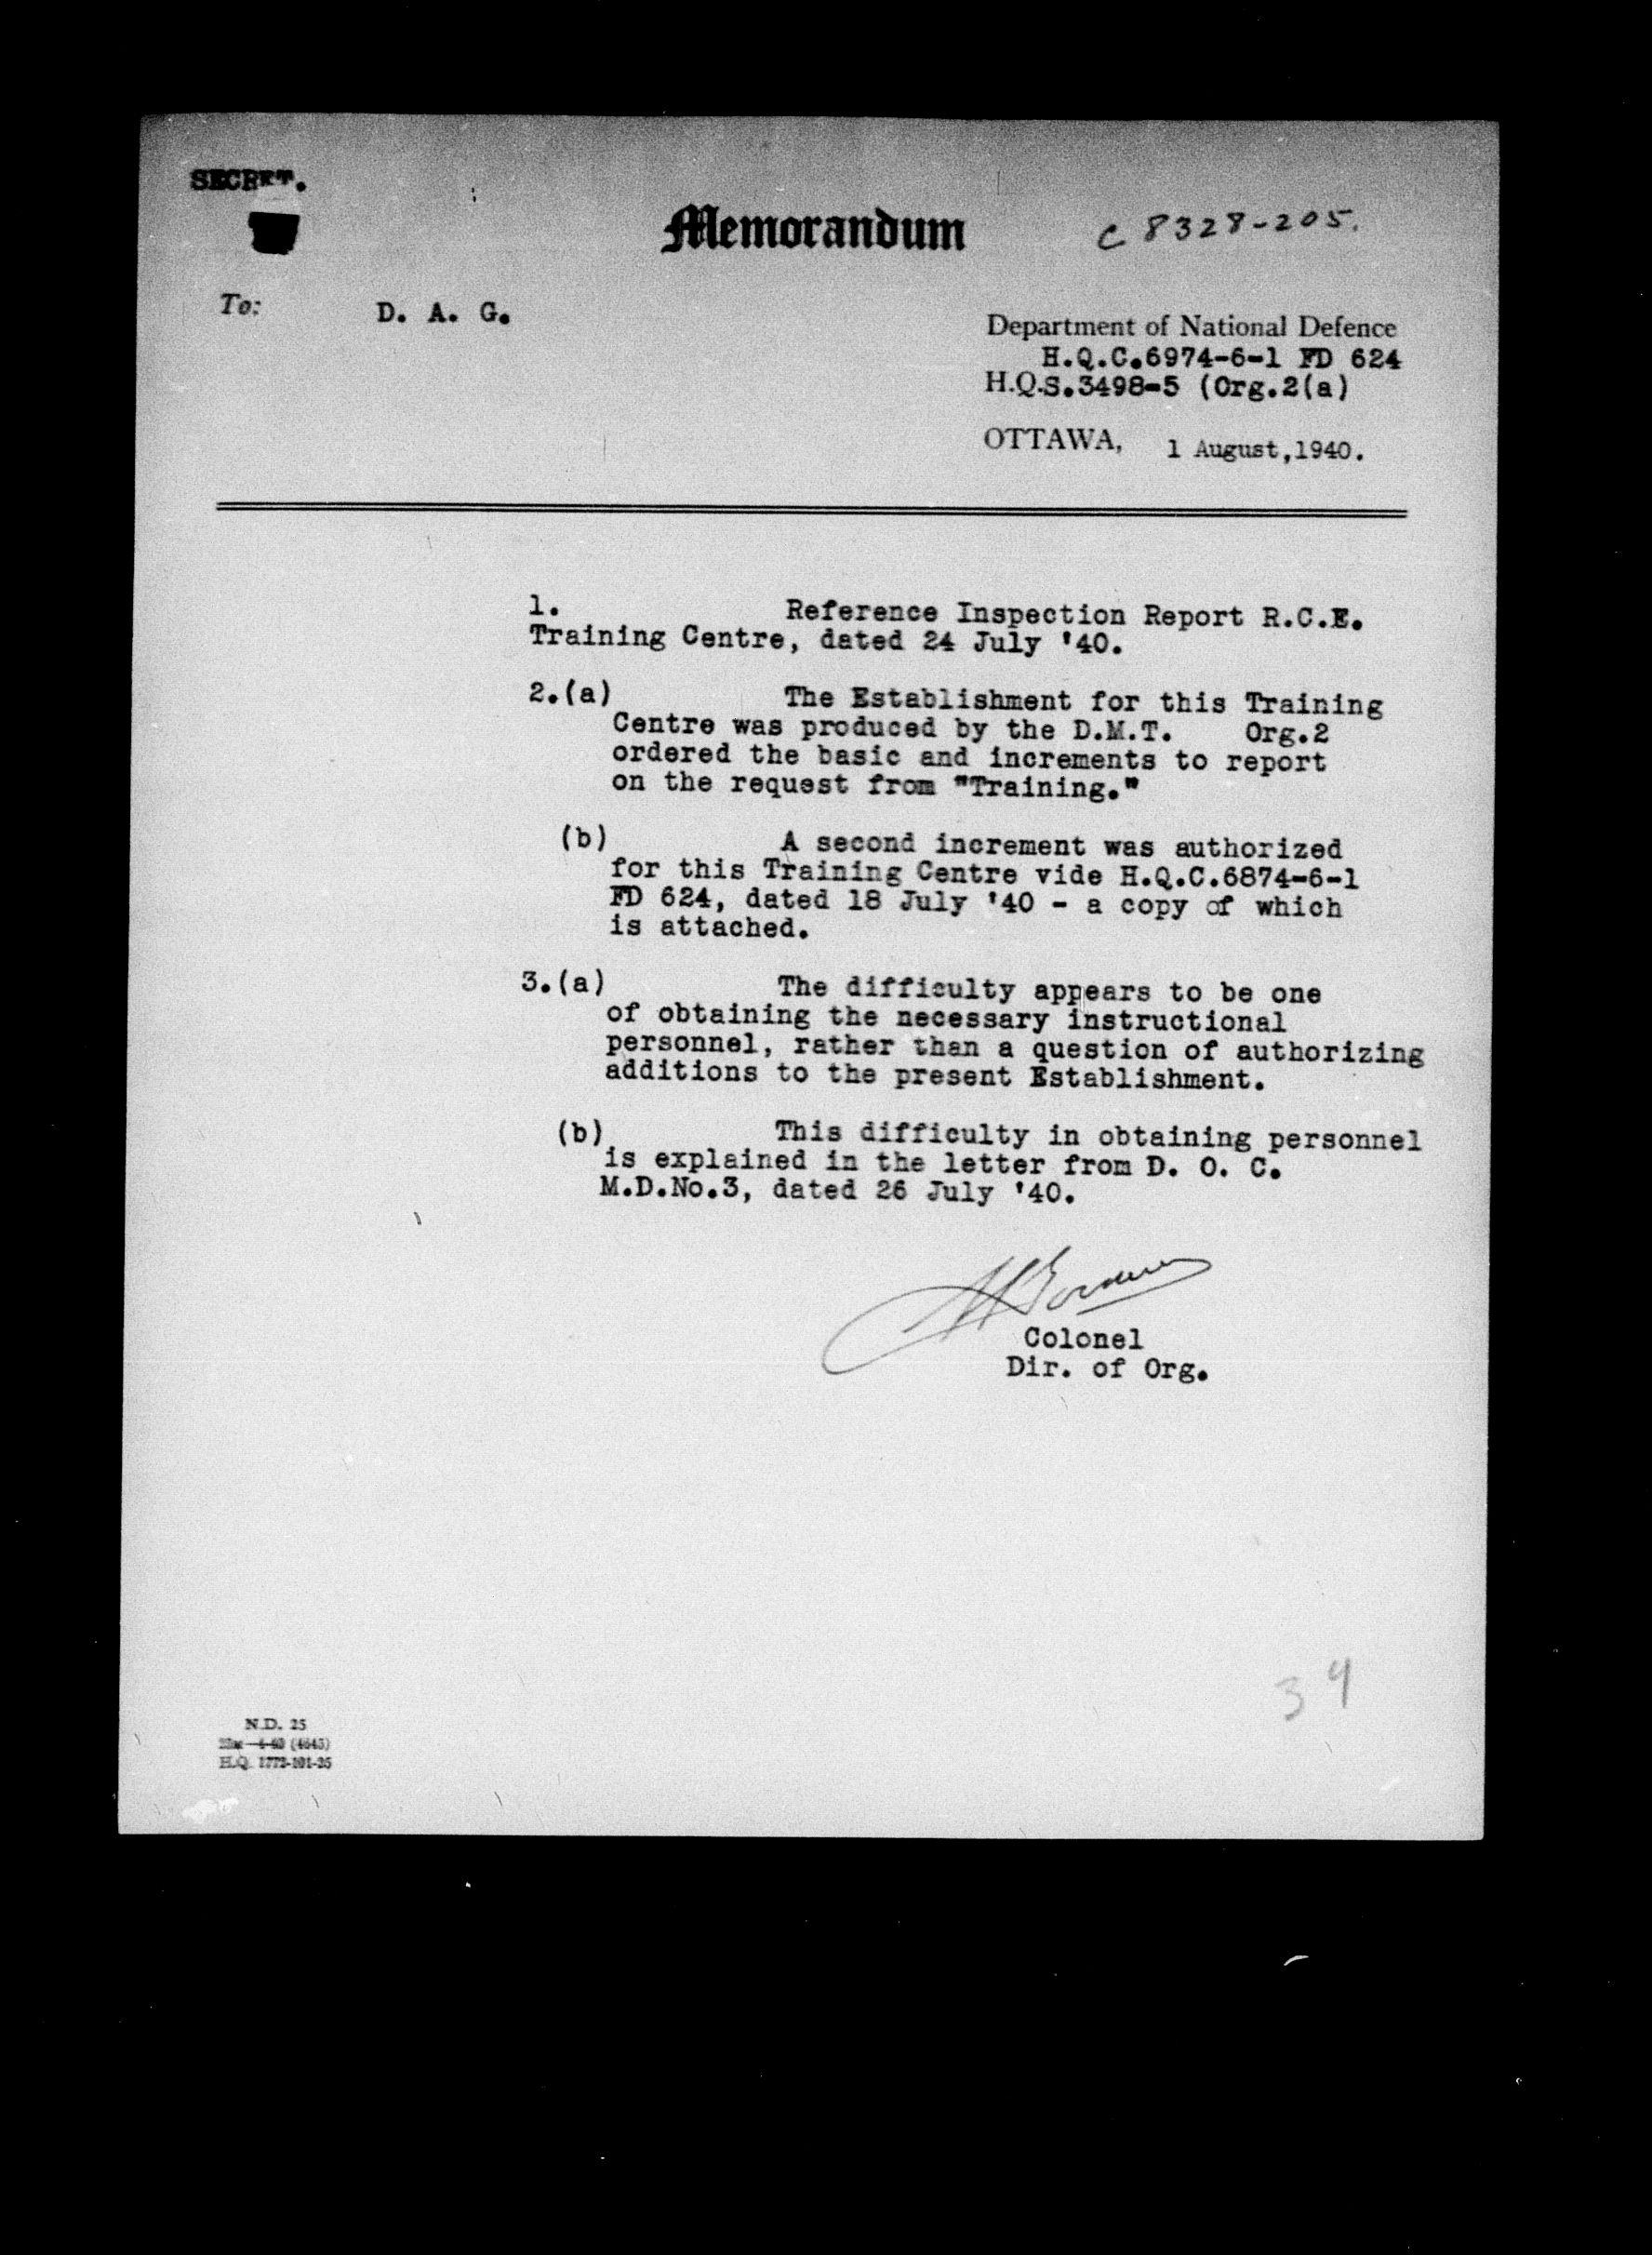 SECRET.
Memorandum
C 8328-205.
To: D. A. G.
Department of National Defence
H.Q.C.6974-6-1 FD 624
H.Q.S.3498-5 (Org.2(a)
OTTAWA, 1 August,1940.
1. Reference Inspection Report R.C.E.
Training Centre, dated 24 July '40.
2.(a) The Establishment for this Training
Centre was produced by the D.M.T. Org.2
ordered the basic and increments to report
on the request from "Training."
(b) A second increment was authorized
for this Training Centre vide H.Q.C.6874-6-1
FD 624, dated 18 July '40 - a copy of which
is attached.
3.(a) The difficulty appears to be one
of obtaining the necessary instructional
personnel, rather than a question of authorizing
additions to the present Establishment.
(b) This difficulty in obtaining personnel
is explained in the letter from D. O. C.
M.D.No.3, dated 26 July '40.
Colonel
Dir. of Org.
39
N.D. 25
4-40 (4645)
H.Q. 1772-101-25